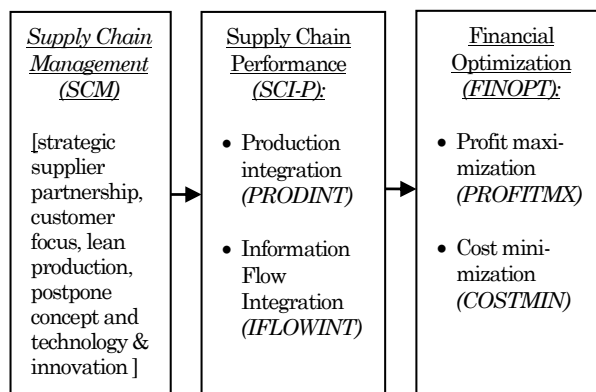 Supply Chain
Management
(SCM)
[strategic
supplier
partnership,
customer
focus, lean
production,
postpone
concept and
technology &
innovation ]
Supply Chain
Performance
(SCI-P):
• Production
integration
(PRODINT)
• Information
Flow
Integration
(IFLOWINT)
Financial
Optimization
(FINOPT):
• Profit maxi-
mization
(PROFITMX)
• Cost mini-
mization
(COSTMIN)